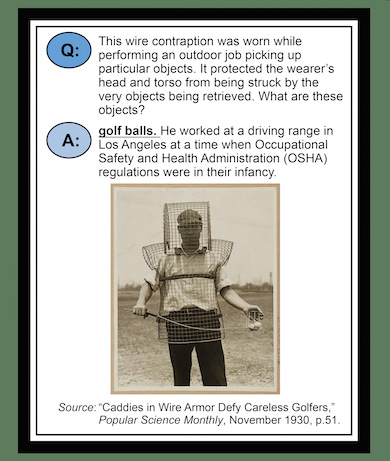 Q:
This wire contraption was worn while
performing an outdoor job picking up
particular objects. It protected the wearer's
head and torso from being struck by the
very objects being retrieved. What are these
objects?
A:
golf balls. He worked at a driving range in
Los Angeles at a time when Occupational
Safety and Health Administration (OSHA)
regulations were in their infancy.
Source: “Caddies in Wire Armor Defy Careless Golfers,”
Popular Science Monthly, November 1930, p.51.